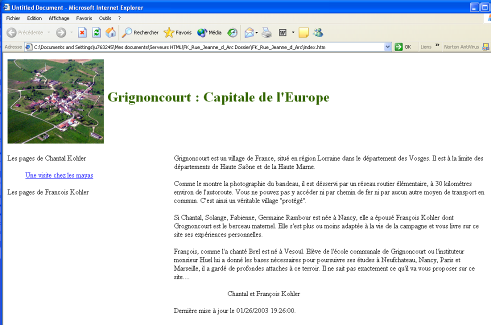 Untitled Document - Microsoft Internet Explorer
Fichier Edition Affichage Favoris Outils ?
Précédente Rechercher Favoris Média
Adresse C:\Documents and Settings\u763245\Mes documents\Serveurs HTML\FK_Rue_Jeanne_d_Arc Dossier\FK_Rue_Jeanne_d_Arc\index.htm OK Liens Norton AntiVirus
Grignoncourt : Capitale de l'Europe
Les pages de Chantal Kohler
Une visite chez les mayas
Les pages de Francois Kohler
Grignoncourt est un village de France, situé en région Lorraine dans le département des Vosges. Il est à la limite des
départements de Haute Saône et de la Haute Marne.
Comme le montre la photographie du bandeau, il est desservi par un réseau routier élémentaire, à 30 kilomètres
environ de l'autoroute. Vous ne pouvez pas y accéder ni par chemin de fer ni par aucun autre moyen de transport en
commun. C'est ainsi un véritable village "protégé".
Si Chantal, Solange, Fabienne, Germaine Rambour est née à Nancy, elle a épousé François Kohler dont
Grognoncourt est le berceau maternel. Elle s'est plus ou moins adaptée à la vie de la campagne et vous livre sur ce
site ses expériences personnelles.
François, comme l'a chanté Brel est né à Vesoul. Elève de l'école communale de Grignoncourt ou l'instituteur
monsieur Huel lui a donné les bases nécessaires pour poursuivre ses études à Neufchateau, Nancy, Paris et
Marseille, il a gardé de profondes attaches à ce terroir. Il ne sait pas exactement ce qu'il va vous proposer sur ce
site....
Chantal et François Kohler
Dernière mise à jour le 01/26/2003 19:26:00.